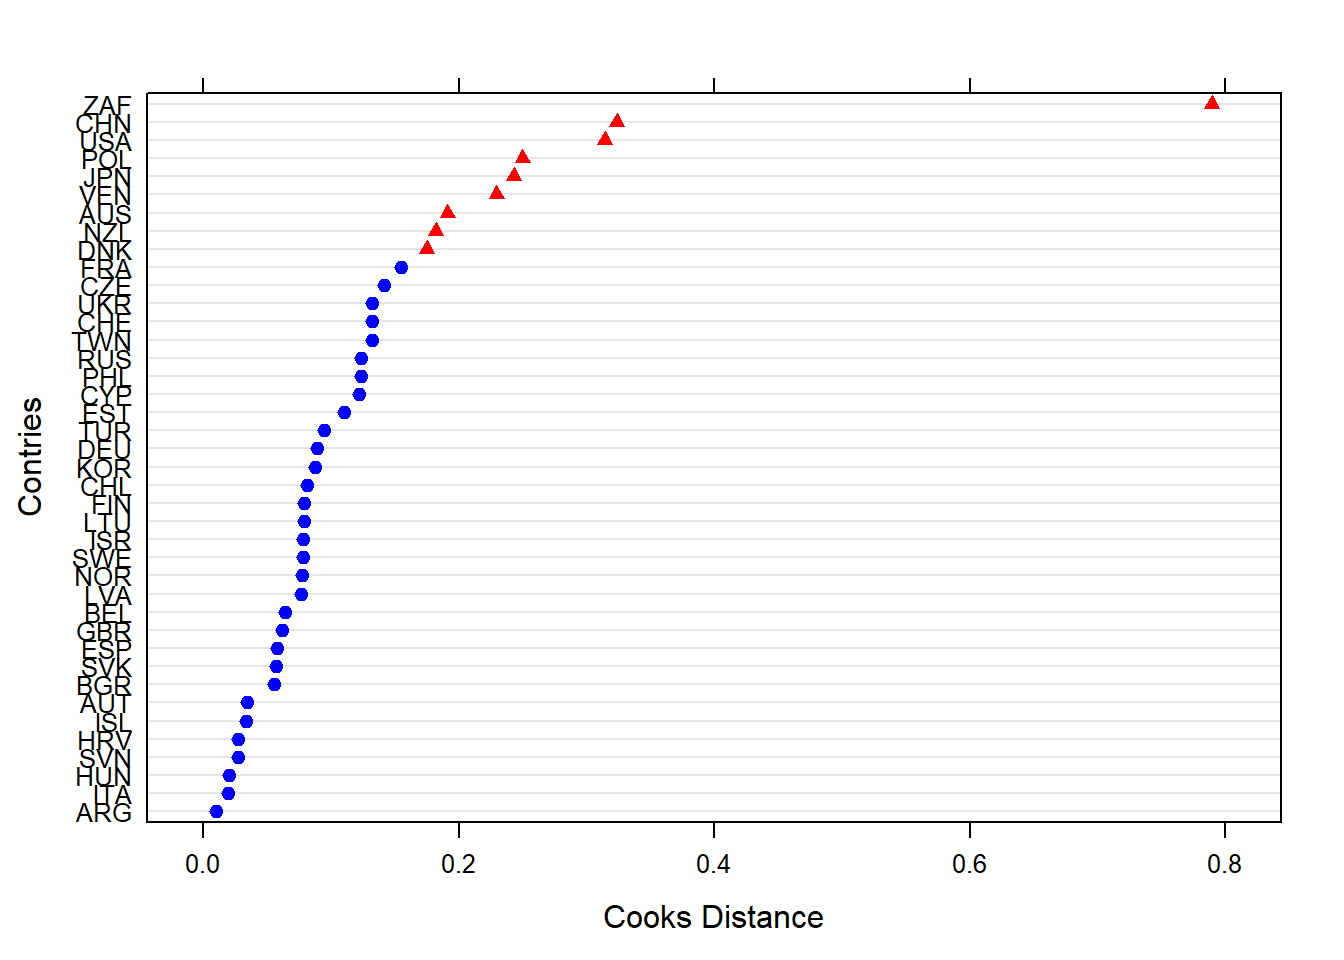 ZAF
CHN
USA
POL
JPN
VEN
AUS
NZL
DNK
FRA
CZE
UKR
CHE
TWN
RUS
PHL
CYP
EST
TUR
DEU
KOR
CHL
FIN
LTU
ISR
SWE
NOR
LVA
BEL
GBR
ESP
SVK
BGR
AUT
ISL
HRV
SVN
HUN
ITA
ARG
Contries
0.0 0.2 0.4 0.6 0.8
Cooks Distance